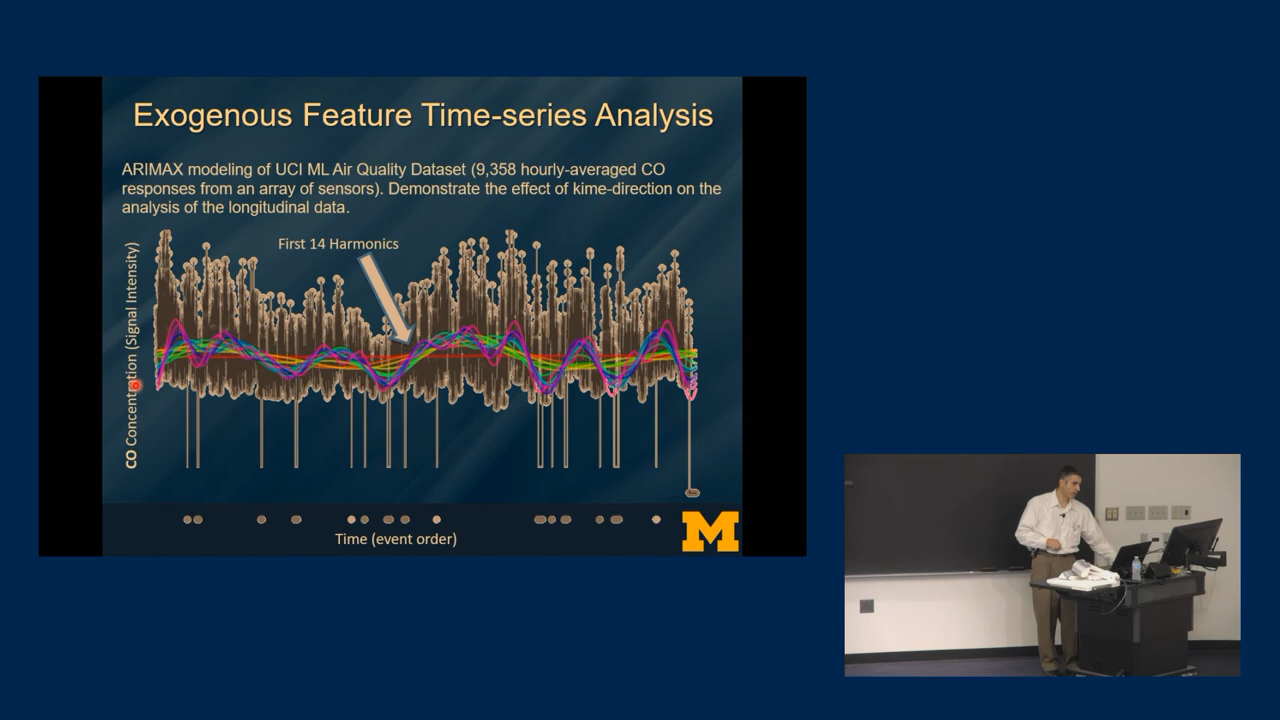 Exogenous Feature Time-series Analysis
ARIMAX modeling of UCI ML Air Quality Dataset (9,358 hourly-averaged CO
responses from an array of sensors). Demonstrate the effect of kime-direction on the
analysis of the longitudinal data.
First 14 Harmonics
CO Concentration (Signal Intensity)
Time (event order)
M